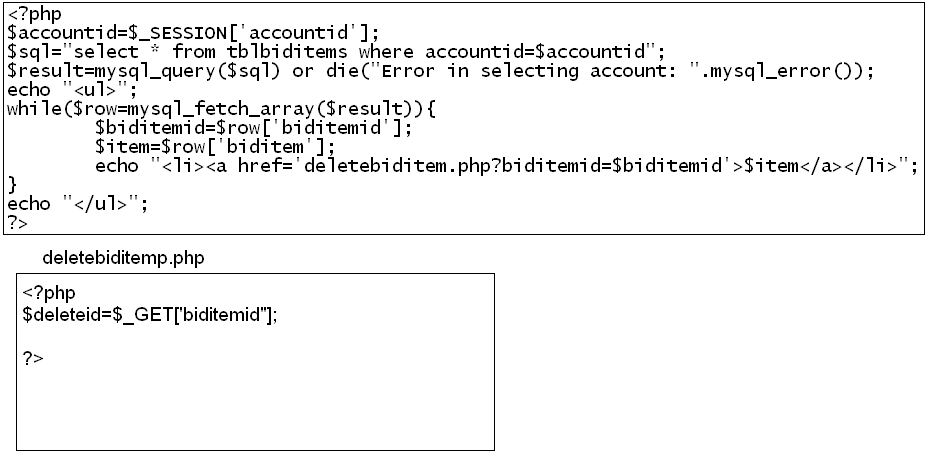 <?php
$accountid=$_SESSION['accountid'];
$sql="select * from tblbiditems where accountid=$accountid";
$result=mysql_query($sql) or die("Error in selecting account: ".mysql_error());
echo "<ul>";
while($row=mysql_fetch_array($result)){
        $biditemid=$row['biditemid'];
        $item=$row['biditem'];
        echo "<li><a href='deletebiditem.php?biditemid=$biditemid'>$item</a></li>";
}
echo "</ul>";
?>
deletebiditemp.php
<?php
$deleteid=$_GET['biditemid"];
?>